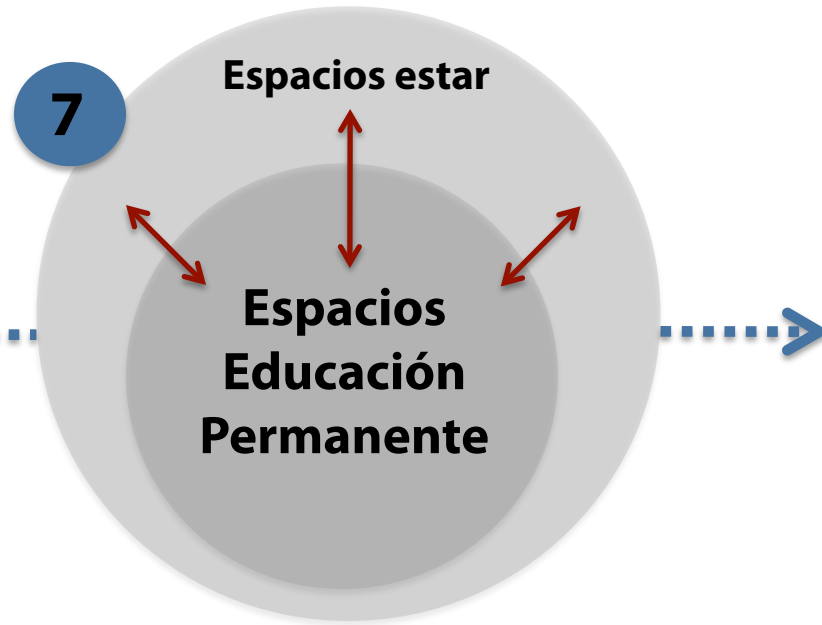 7
Espacios estar
Espacios
Educación
Permanente